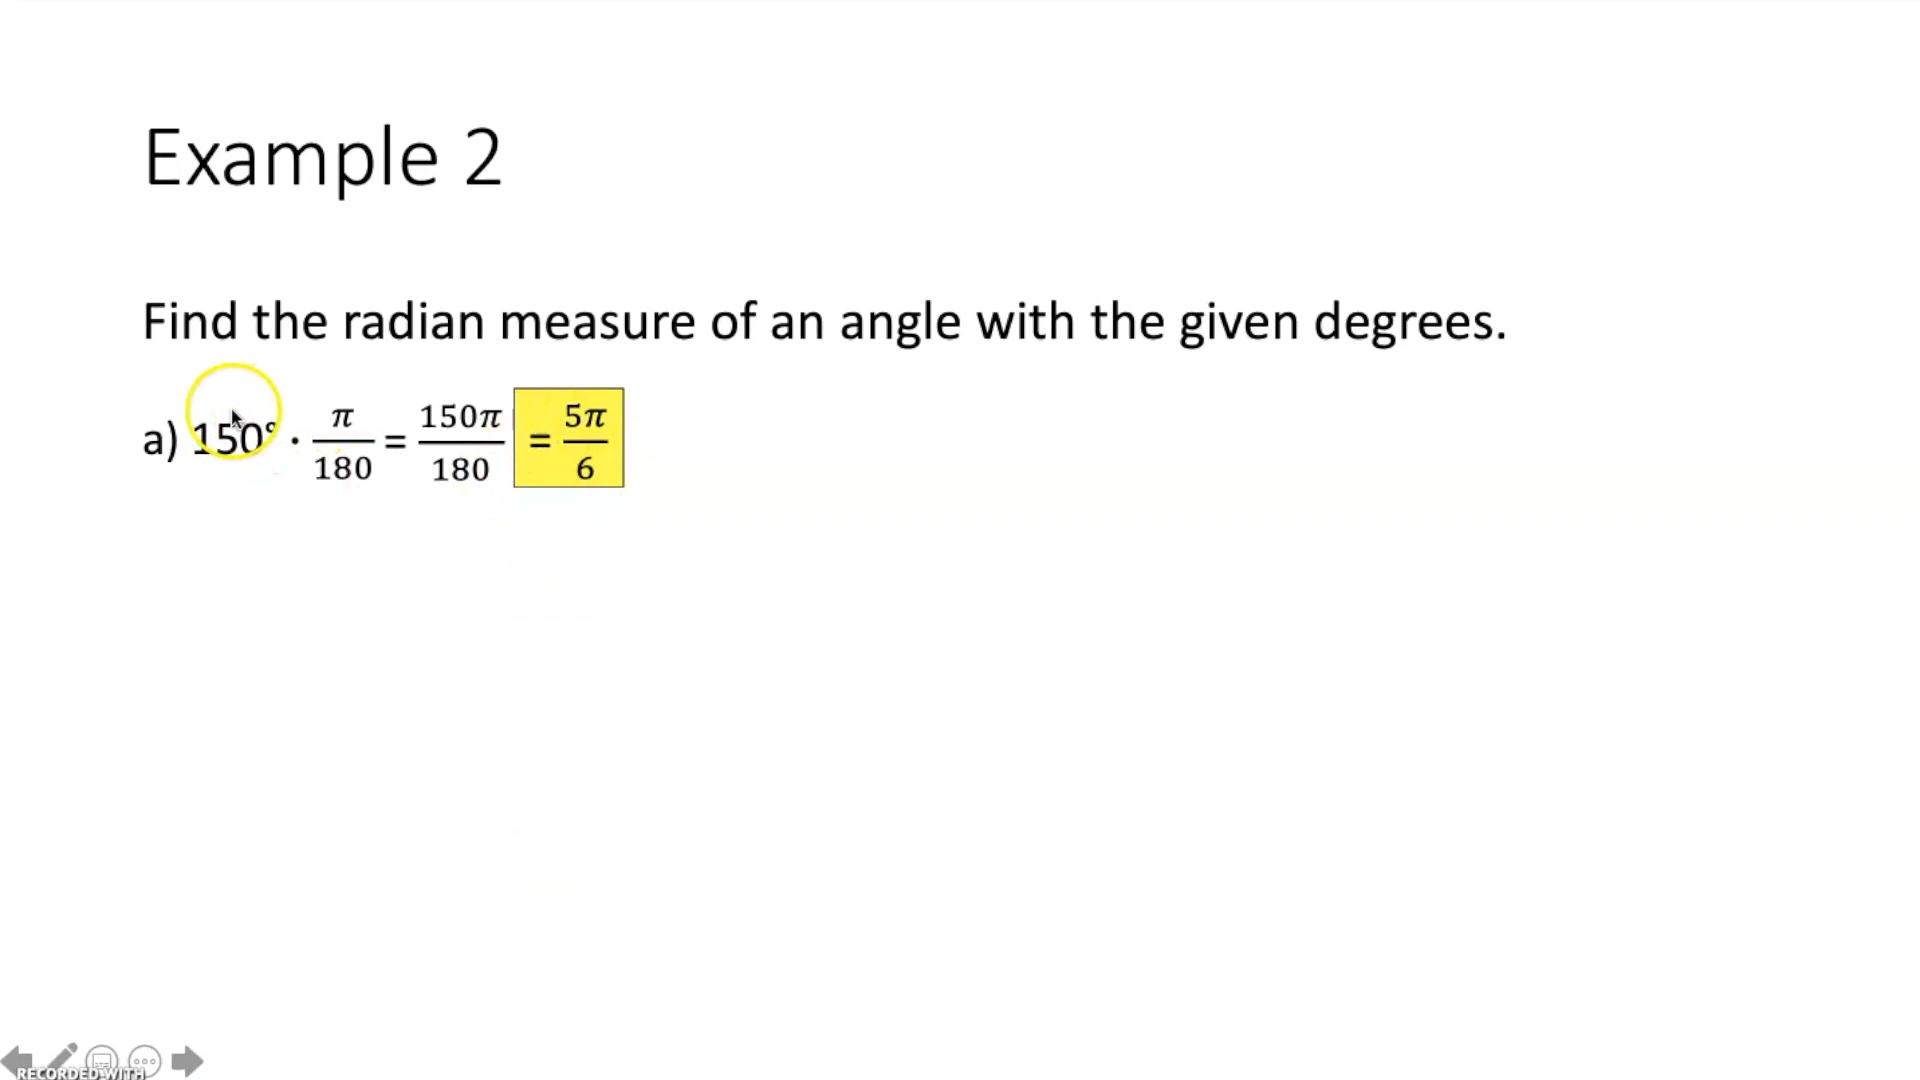 Example 2
Find the radian measure of an angle with the given degrees.
a) 150° · π/180 = 150π/180 = 5π/6
RECORDED WITH